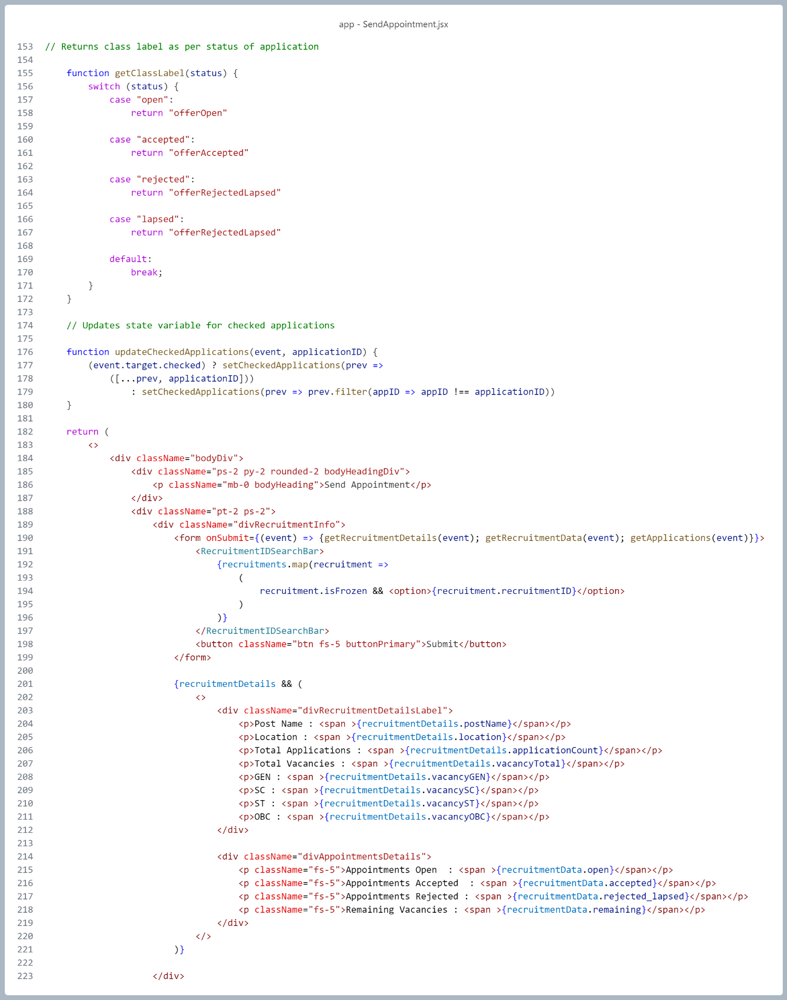 app - SendAppointment.jsx
153 // Returns class label as per status of application
154
155     function getClassLabel(status) {
156         switch (status) {
157             case "open":
158                 return "offerOpen"
159
160             case "accepted":
161                 return "offerAccepted"
162
163             case "rejected":
164                 return "offerRejectedLapsed"
165
166             case "lapsed":
167                 return "offerRejectedLapsed"
168
169             default:
170                 break;
171         }
172     }
173
174     // Updates state variable for checked applications
175
176     function updateCheckedApplications(event, applicationID) {
177         (event.target.checked) ? setCheckedApplications(prev =>
178             ([...prev, applicationID]))
179                 : setCheckedApplications(prev => prev.filter(appID => appID !== applicationID))
180     }
181
182     return (
183         <>
184             <div className="bodyDiv">
185                 <div className="ps-2 py-2 rounded-2 bodyHeadingDiv">
186                     <p className="mb-0 bodyHeading">Send Appointment</p>
187                 </div>
188                 <div className="pt-2 ps-2">
189                     <div className="divRecruitmentInfo">
190                         <form onSubmit={(event) => {getRecruitmentDetails(event); getRecruitmentData(event); getApplications(event)}}>
191                             <RecruitmentIDSearchBar>
192                                 {recruitments.map(recruitment =>
193                                     (
194                                         recruitment.isFrozen && <option>{recruitment.recruitmentID}</option>
195                                     )
196                                 )}
197                             </RecruitmentIDSearchBar>
198                             <button className="btn fs-5 buttonPrimary">Submit</button>
199                         </form>
200
201                         {recruitmentDetails && (
202                             <>
203                                 <div className="divRecruitmentDetailsLabel">
204                                     <p>Post Name : <span >{recruitmentDetails.postName}</span></p>
205                                     <p>Location : <span >{recruitmentDetails.location}</span></p>
206                                     <p>Total Applications : <span >{recruitmentDetails.applicationCount}</span></p>
207                                     <p>Total Vacancies : <span >{recruitmentDetails.vacancyTotal}</span></p>
208                                     <p>GEN : <span >{recruitmentDetails.vacancyGEN}</span></p>
209                                     <p>SC : <span >{recruitmentDetails.vacancySC}</span></p>
210                                     <p>ST : <span >{recruitmentDetails.vacancyST}</span></p>
211                                     <p>OBC : <span >{recruitmentDetails.vacancyOBC}</span></p>
212                                 </div>
213
214                                 <div className="divAppointmentsDetails">
215                                     <p className="fs-5">Appointments Open  : <span >{recruitmentData.open}</span></p>
216                                     <p className="fs-5">Appointments Accepted  : <span >{recruitmentData.accepted}</span></p>
217                                     <p className="fs-5">Appointments Rejected : <span >{recruitmentData.rejected_lapsed}</span></p>
218                                     <p className="fs-5">Remaining Vacancies : <span >{recruitmentData.remaining}</span></p>
219                                 </div>
220                             </>
221                         )}
222
223                     </div>